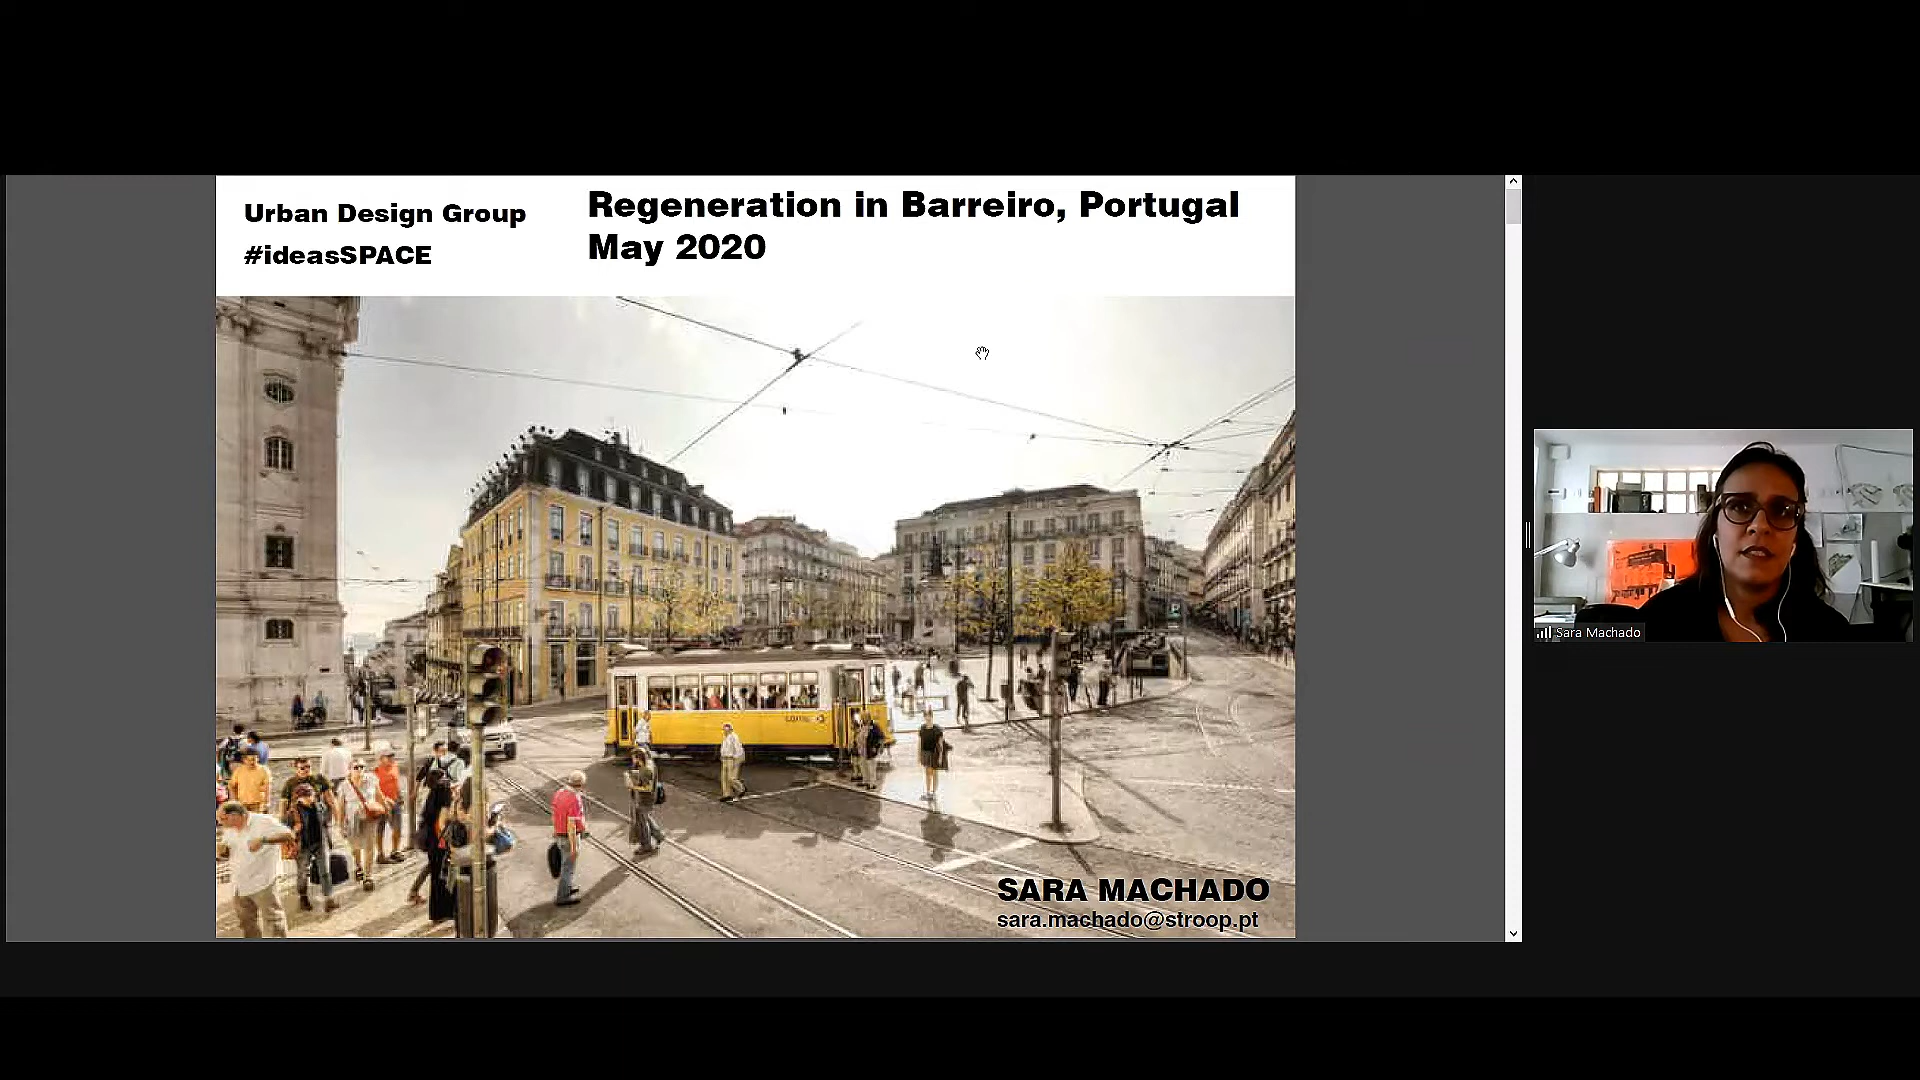 Urban Design Group
#ideasSPACE
Regeneration in Barreiro, Portugal
May 2020
SARA MACHADO
sara.machado@stroop.pt
Sara Machado